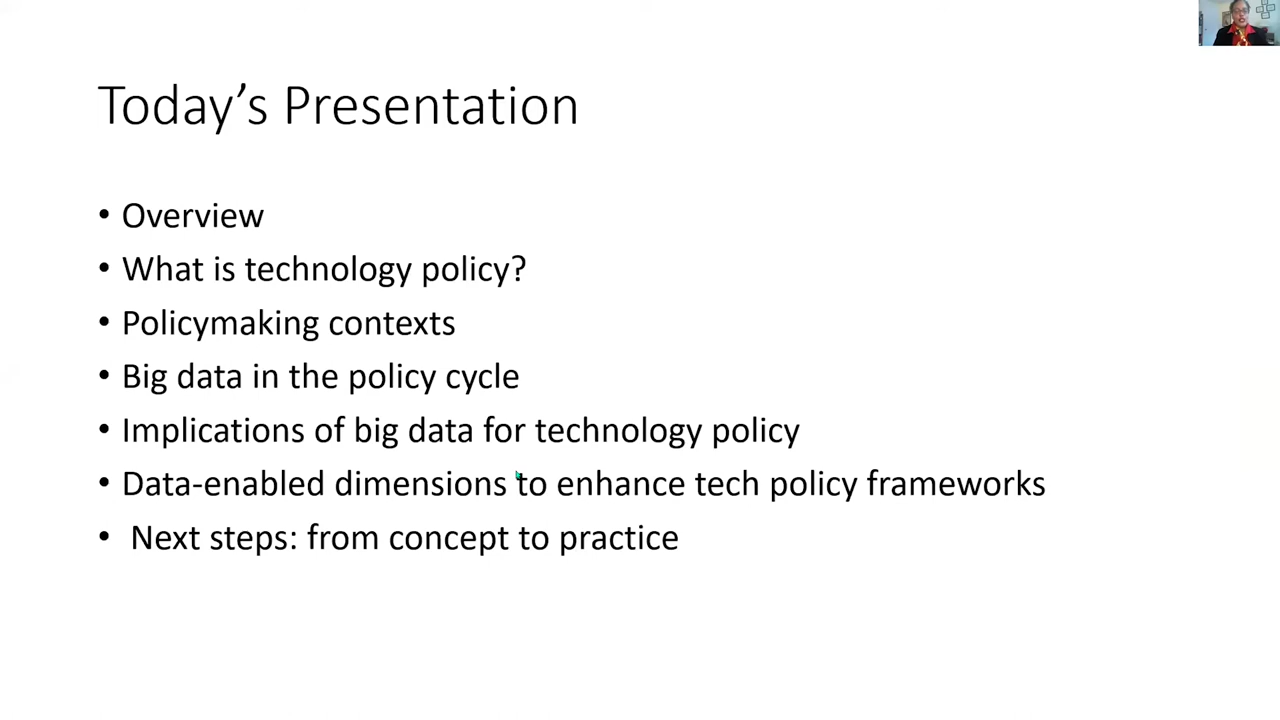 Today’s Presentation
• Overview
• What is technology policy?
• Policymaking contexts
• Big data in the policy cycle
• Implications of big data for technology policy
• Data-enabled dimensions to enhance tech policy frameworks
• Next steps: from concept to practice